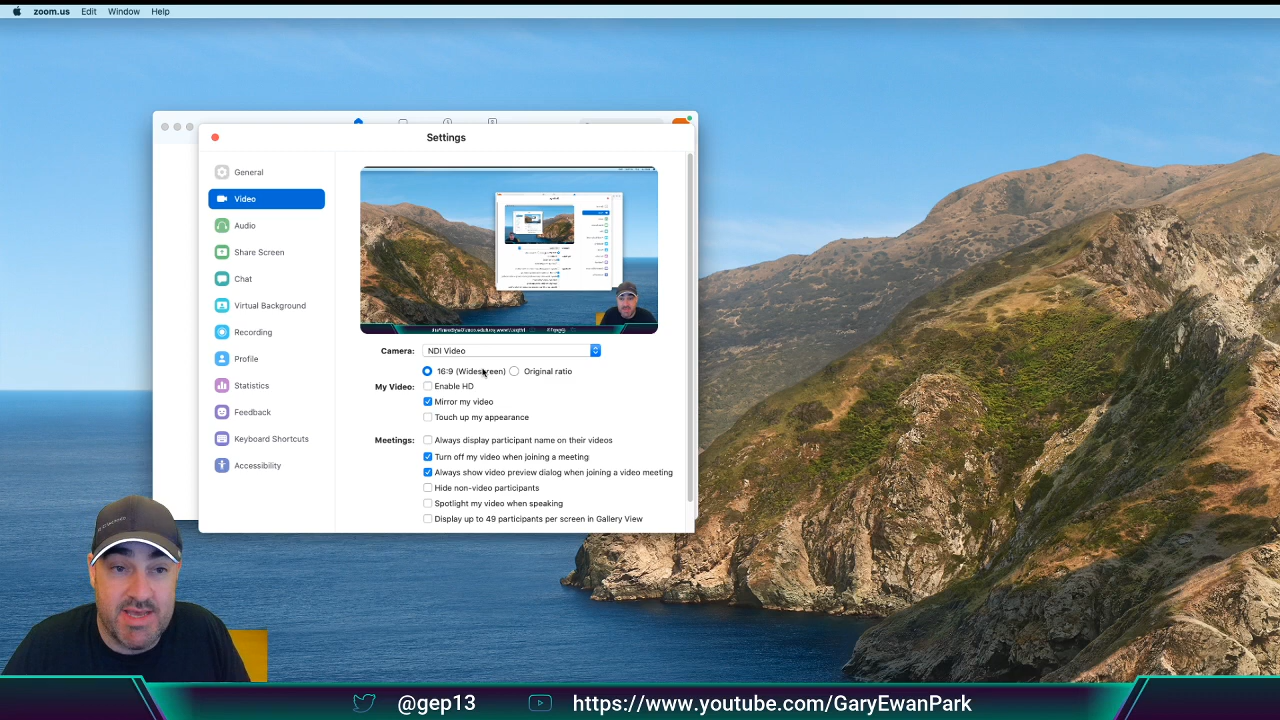 zoom.us Edit Window Help
Settings
General
Video
Audio
Share Screen
Chat
Virtual Background
Recording
Profile
Statistics
Feedback
Keyboard Shortcuts
Accessibility
Camera: NDI Video
16:9 (Widescreen) Original ratio
My Video: Enable HD
Mirror my video
Touch up my appearance
Meetings: Always display participant name on their videos
Turn off my video when joining a meeting
Always show video preview dialog when joining a video meeting
Hide non-video participants
Spotlight my video when speaking
Display up to 49 participants per screen in Gallery View
@gep13 https://www.youtube.com/GaryEwanPark